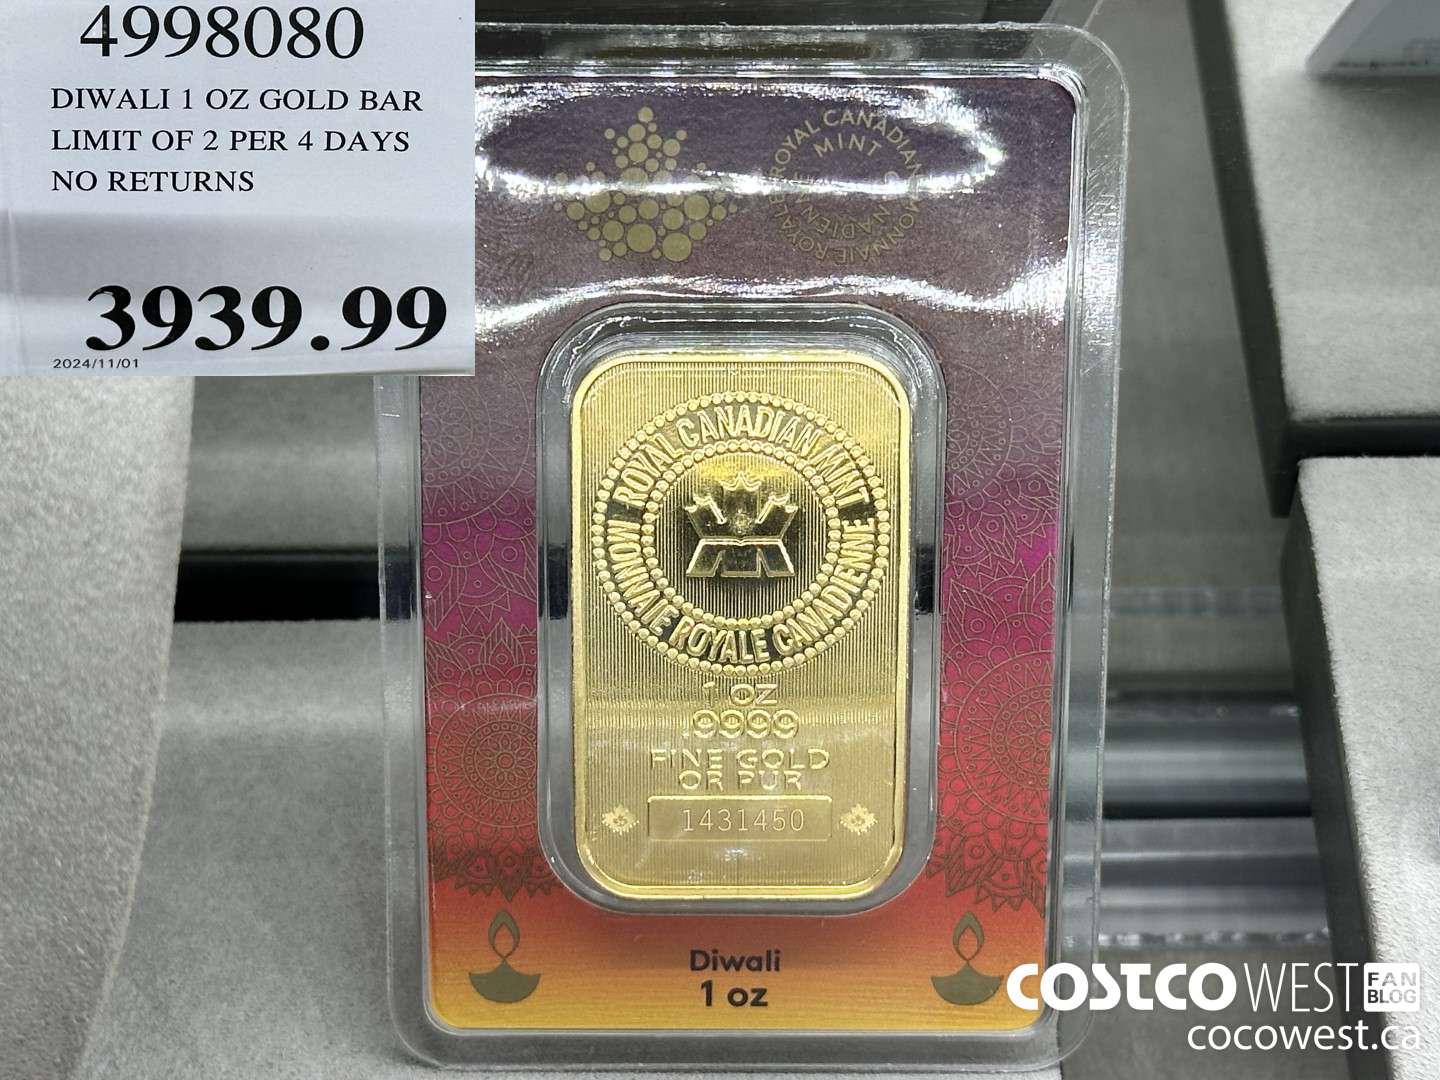 4998080
DIWALI 1 OZ GOLD BAR
LIMIT OF 2 PER 4 DAYS
NO RETURNS
3939.99
2024/11/01
ROYAL CANADIAN MINT
MONNAIE ROYALE CANADIENNE
ROYAL CANADIAN MINT
MONNAIE ROYALE CANADIENNE
1 OZ
9999
FINE GOLD
OR PUR
1431450
Diwali
1 oz
COSTCO WEST FAN BLOG
cocowest.ca